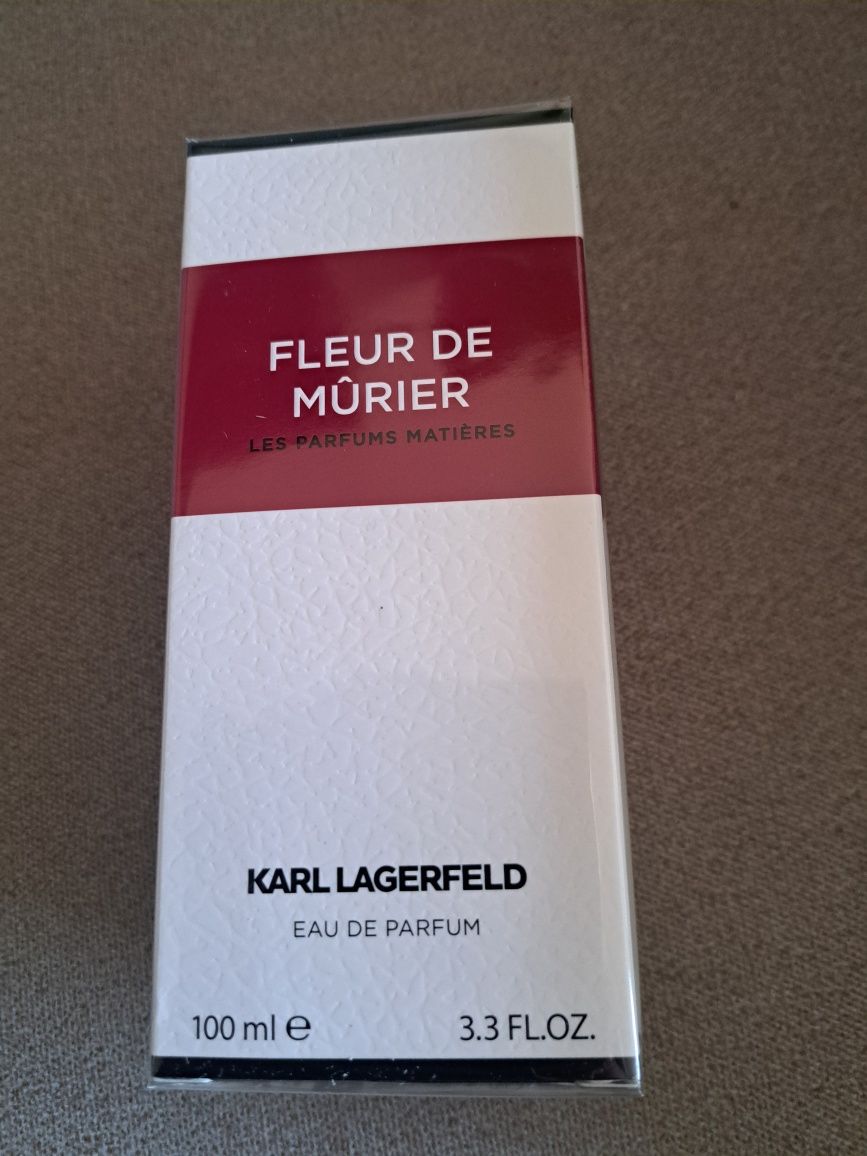 FLEUR DE
MÛRIER
LES PARFUMS MATIÈRES
KARL LAGERFELD
EAU DE PARFUM
100 ml ℮ 3.3 FL.OZ.